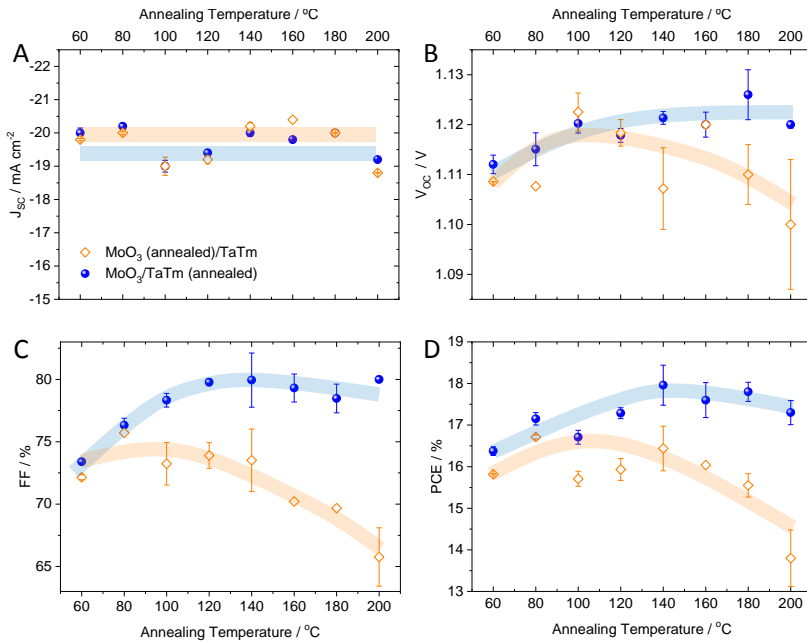 Annealing Temperature / ºC
Annealing Temperature / ºC
60 80 100 120 140 160 180 200
60 80 100 120 140 160 180 200
A
-22
-21
-20
-19
-18
-17
-16
-15
J_SC / mA cm⁻²
MoO₃ (annealed)/TaTm
MoO₃/TaTm (annealed)
B
1.13
1.12
1.11
1.10
1.09
V_OC / V
C
80
75
70
65
FF / %
60 80 100 120 140 160 180 200
Annealing Temperature / °C
D
19
18
17
16
15
14
13
PCE / %
60 80 100 120 140 160 180 200
Annealing Temperature / °C